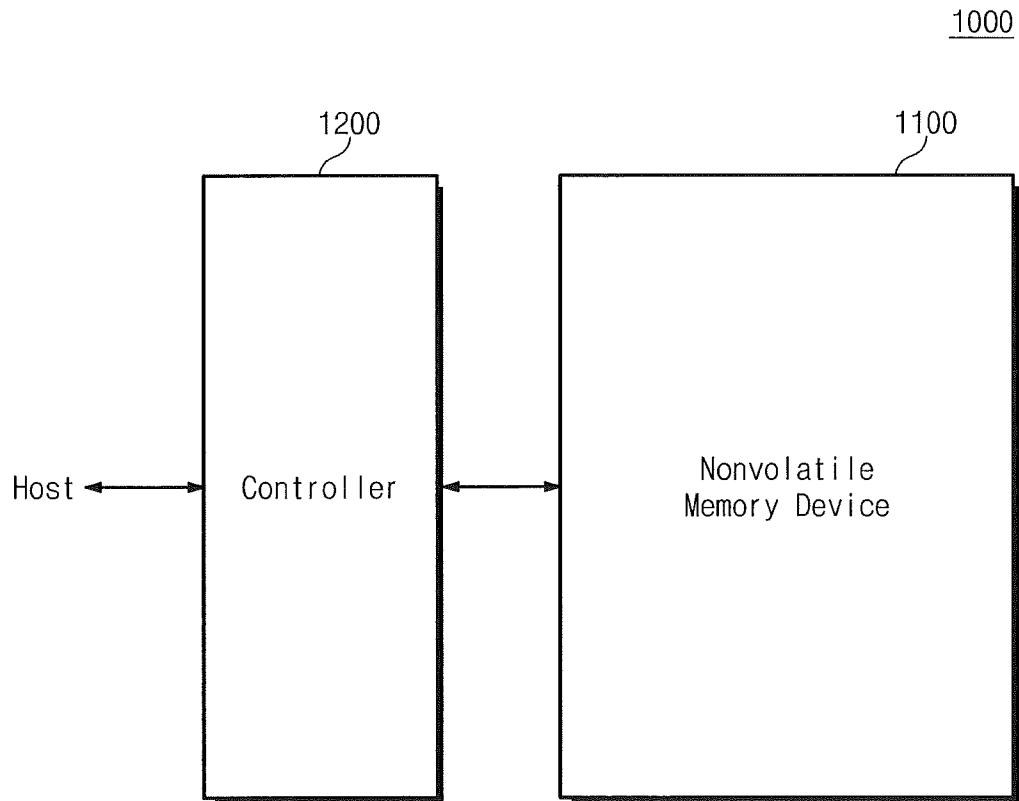 1000
1200
1100
Host
Controller
Nonvolatile
Memory Device